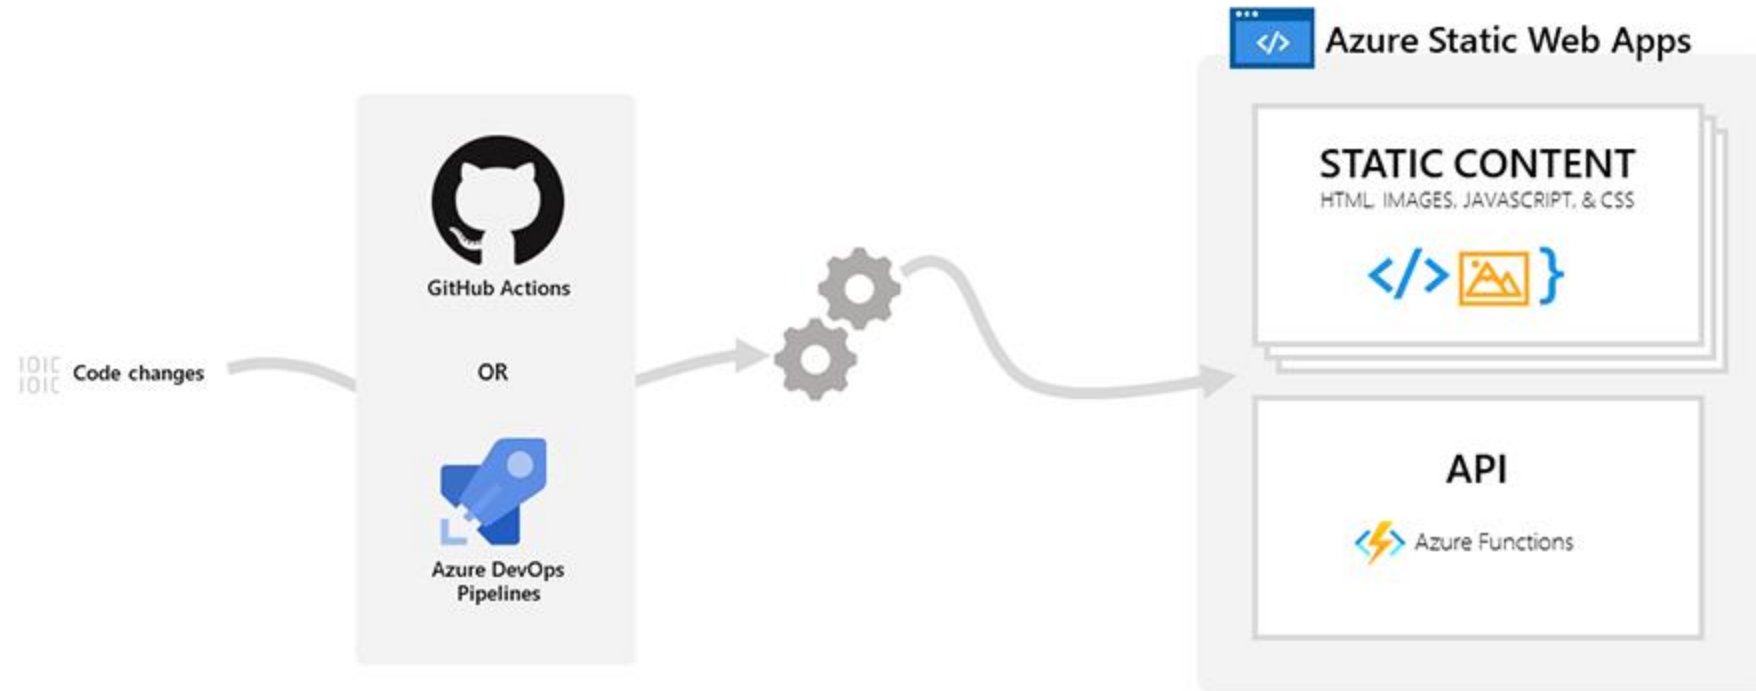 Azure Static Web Apps
STATIC CONTENT
HTML, IMAGES, JAVASCRIPT, & CSS
</>
GitHub Actions
OR
Code changes
API
Azure Functions
Azure DevOps
Pipelines